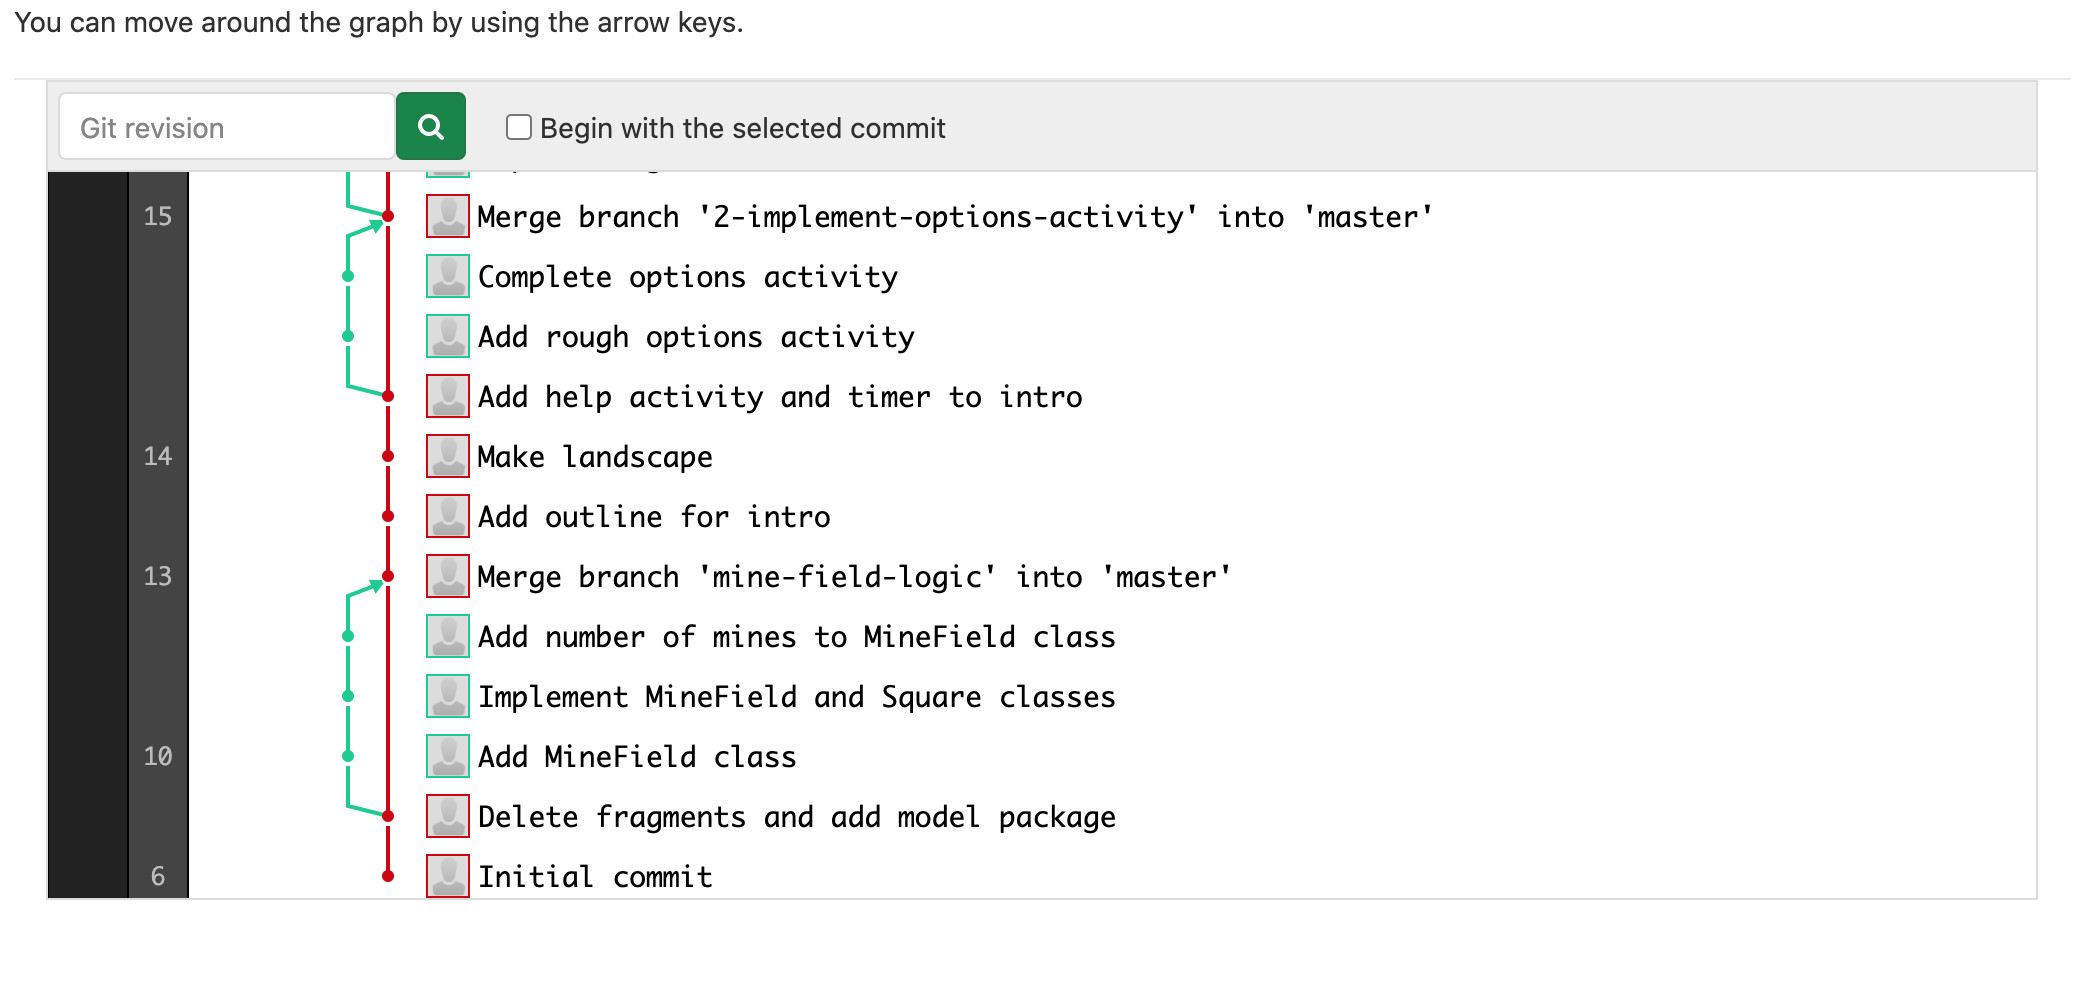 You can move around the graph by using the arrow keys.
Git revision
Begin with the selected commit
15 Merge branch '2-implement-options-activity' into 'master'
Complete options activity
Add rough options activity
Add help activity and timer to intro
14 Make landscape
Add outline for intro
13 Merge branch 'mine-field-logic' into 'master'
Add number of mines to MineField class
Implement MineField and Square classes
10 Add MineField class
Delete fragments and add model package
6 Initial commit